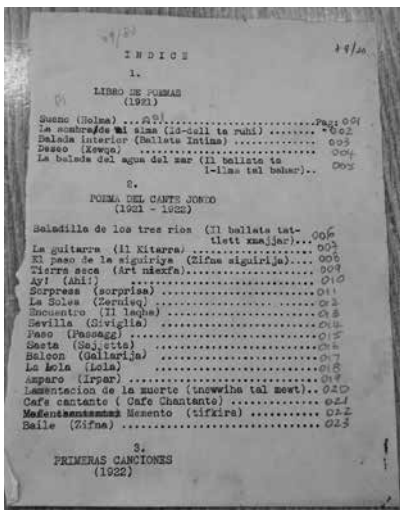 79/20
INDICE
1.
LIBRO DE POEMAS
(1921)
Sueno (Holma) ... 001 ... Pag: 001
La sombra de mi alma (Id-dell ta ruhi) ........ 002
Balada interior (Ballata Intima) ........ 003
Deseo (Xewqa) ........ 004
La balada del agua del mar (Il ballata ta
l-ilma tal bahar).. 005
2.
POEMA DEL CANTE JONDO
(1921 - 1922)
Baladilla de los tres rios (Il ballata tat-
tlett xmajjar)... 006
La guitarra (il Kitarra) ........ 007
El paso de la siguiriya (Zifna siguirija)..... 008
Tierra seca (Art niexfa) ........ 009
Ay! (Ahi!) ........ 010
Sorpresa (sorprisa) ........ 011
La Solea (Zernieq) ........ 012
Encuentro (Il laqha) ........ 013
Sevilla (Siviglia) ........ 014
Paso (Passagg) ........ 015
Saeta (Sajjetta) ........ 016
Balcon (Gallarija) ........ 017
La Lola (Lola) ........ 018
Amparo (Irpar) ........ 019
Lamentacion de la muerte (tnewwiha tal mewt).. 020
Cafe cantante ( Cafe Chantante) ........ 021
Memento (tifkira) ........ 022
Baile (Zifna) ........ 023
3.
PRIMERAS CANCIONES
(1922)